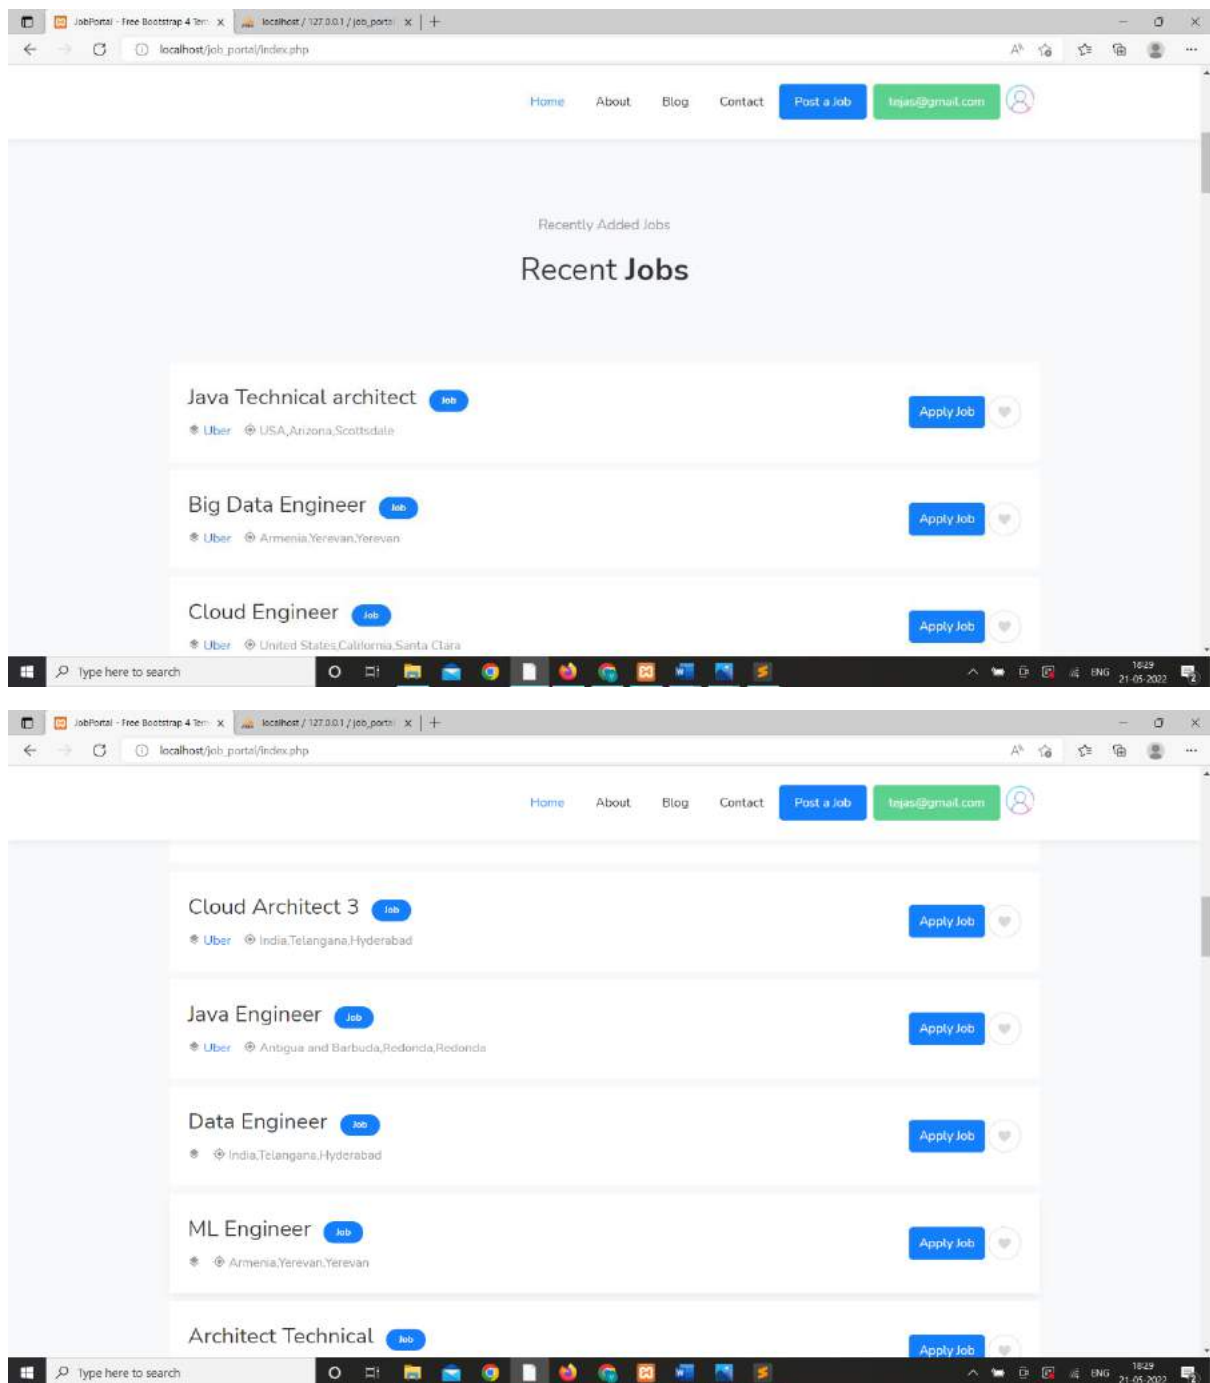 JobPortal - Free Bootstrap 4 Tem
localhost / 127.0.0.1 / job_portal
localhost/job_portal/index.php
Home About Blog Contact Post a Job tejas@gmail.com
Recently Added Jobs
Recent Jobs
Java Technical architect Job
Apply Job
Uber USA,Arizona,Scottsdale
Big Data Engineer Job
Apply Job
Uber Armenia,Yerevan,Yerevan
Cloud Engineer Job
Apply Job
Uber United States,California,Santa Clara
Type here to search
ENG
18:29
21-05-2022
2
JobPortal - Free Bootstrap 4 Tem
localhost / 127.0.0.1 / job_portal
localhost/job_portal/index.php
Home About Blog Contact Post a Job tejas@gmail.com
Cloud Architect 3 Job
Apply Job
Uber India,Telangana,Hyderabad
Java Engineer Job
Apply Job
Uber Antigua and Barbuda,Redonda,Redonda
Data Engineer Job
Apply Job
India,Telangana,Hyderabad
ML Engineer Job
Apply Job
Armenia,Yerevan,Yerevan
Architect Technical Job
Apply Job
Type here to search
ENG
18:29
21-05-2022
2